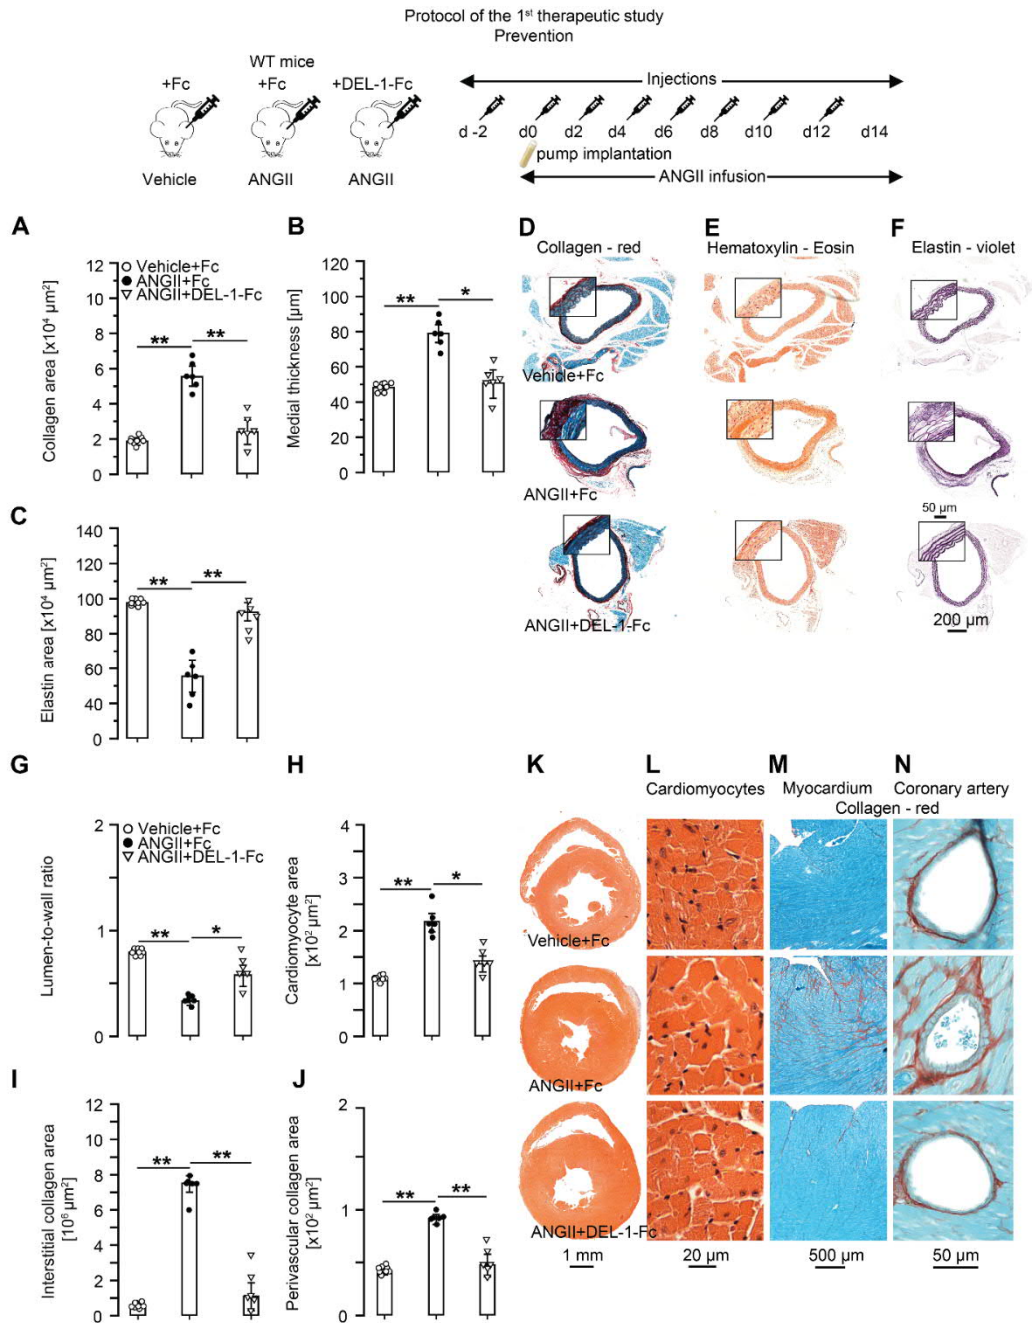 Protocol of the 1st therapeutic study
Prevention
WT mice
+Fc +Fc +DEL-1-Fc
Vehicle ANGII ANGII
Injections
d -2 d0 d2 d4 d6 d8 d10 d12 d14
pump implantation
ANGII infusion
A
Collagen area [x10⁴ µm²]
12
10
8
6
4
2
0
Vehicle+Fc
ANGII+Fc
ANGII+DEL-1-Fc
** **
B
Medial thickness [µm]
120
100
80
60
40
20
0
** *
C
Elastin area [x10⁴ µm²]
140
120
100
80
60
40
0
** **
D
Collagen - red
Vehicle+Fc
ANGII+Fc
ANGII+DEL-1-Fc
E
Hematoxylin - Eosin
F
Elastin - violet
50 µm
200 µm
G
Lumen-to-wall ratio
2
1
0
Vehicle+Fc
ANGII+Fc
ANGII+DEL-1-Fc
** *
H
Cardiomyocyte area
[x10² µm²]
4
3
2
1
0
** *
I
Interstitial collagen area
[10⁶ µm²]
12
10
8
6
4
2
0
** **
J
Perivascular collagen area
[x10² µm²]
2
1
0
** **
K
Vehicle+Fc
ANGII+Fc
ANGII+DEL-1-Fc
1 mm
L
Cardiomyocytes
20 µm
M N
Myocardium Coronary artery
Collagen - red
500 µm 50 µm